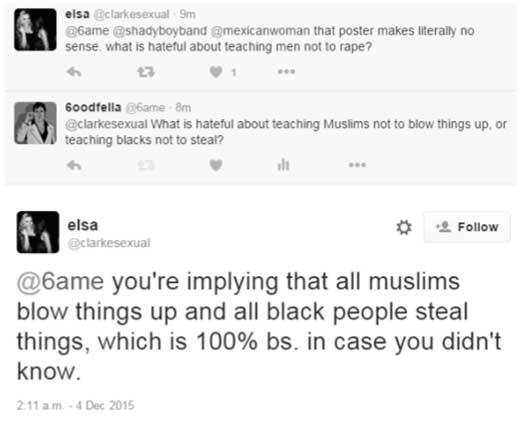 elsa @clarkesexual · 9m
@6ame @shadyboyband @mexicanwoman that poster makes literally no
sense. what is hateful about teaching men not to rape?
1
6oodfella @6ame · 8m
@clarkesexual What is hateful about teaching Muslims not to blow things up, or
teaching blacks not to steal?
elsa
@clarkesexual
Follow
@6ame you're implying that all muslims
blow things up and all black people steal
things, which is 100% bs. in case you didn't
know.
2:11 a.m. - 4 Dec 2015